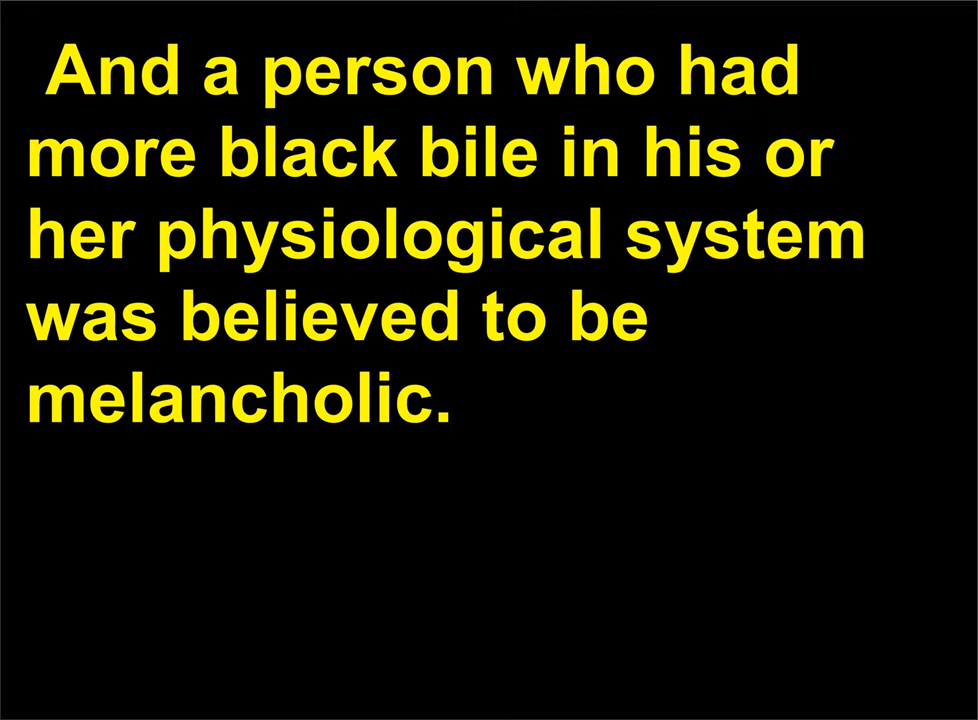 And a person who had
more black bile in his or
her physiological system
was believed to be
melancholic.